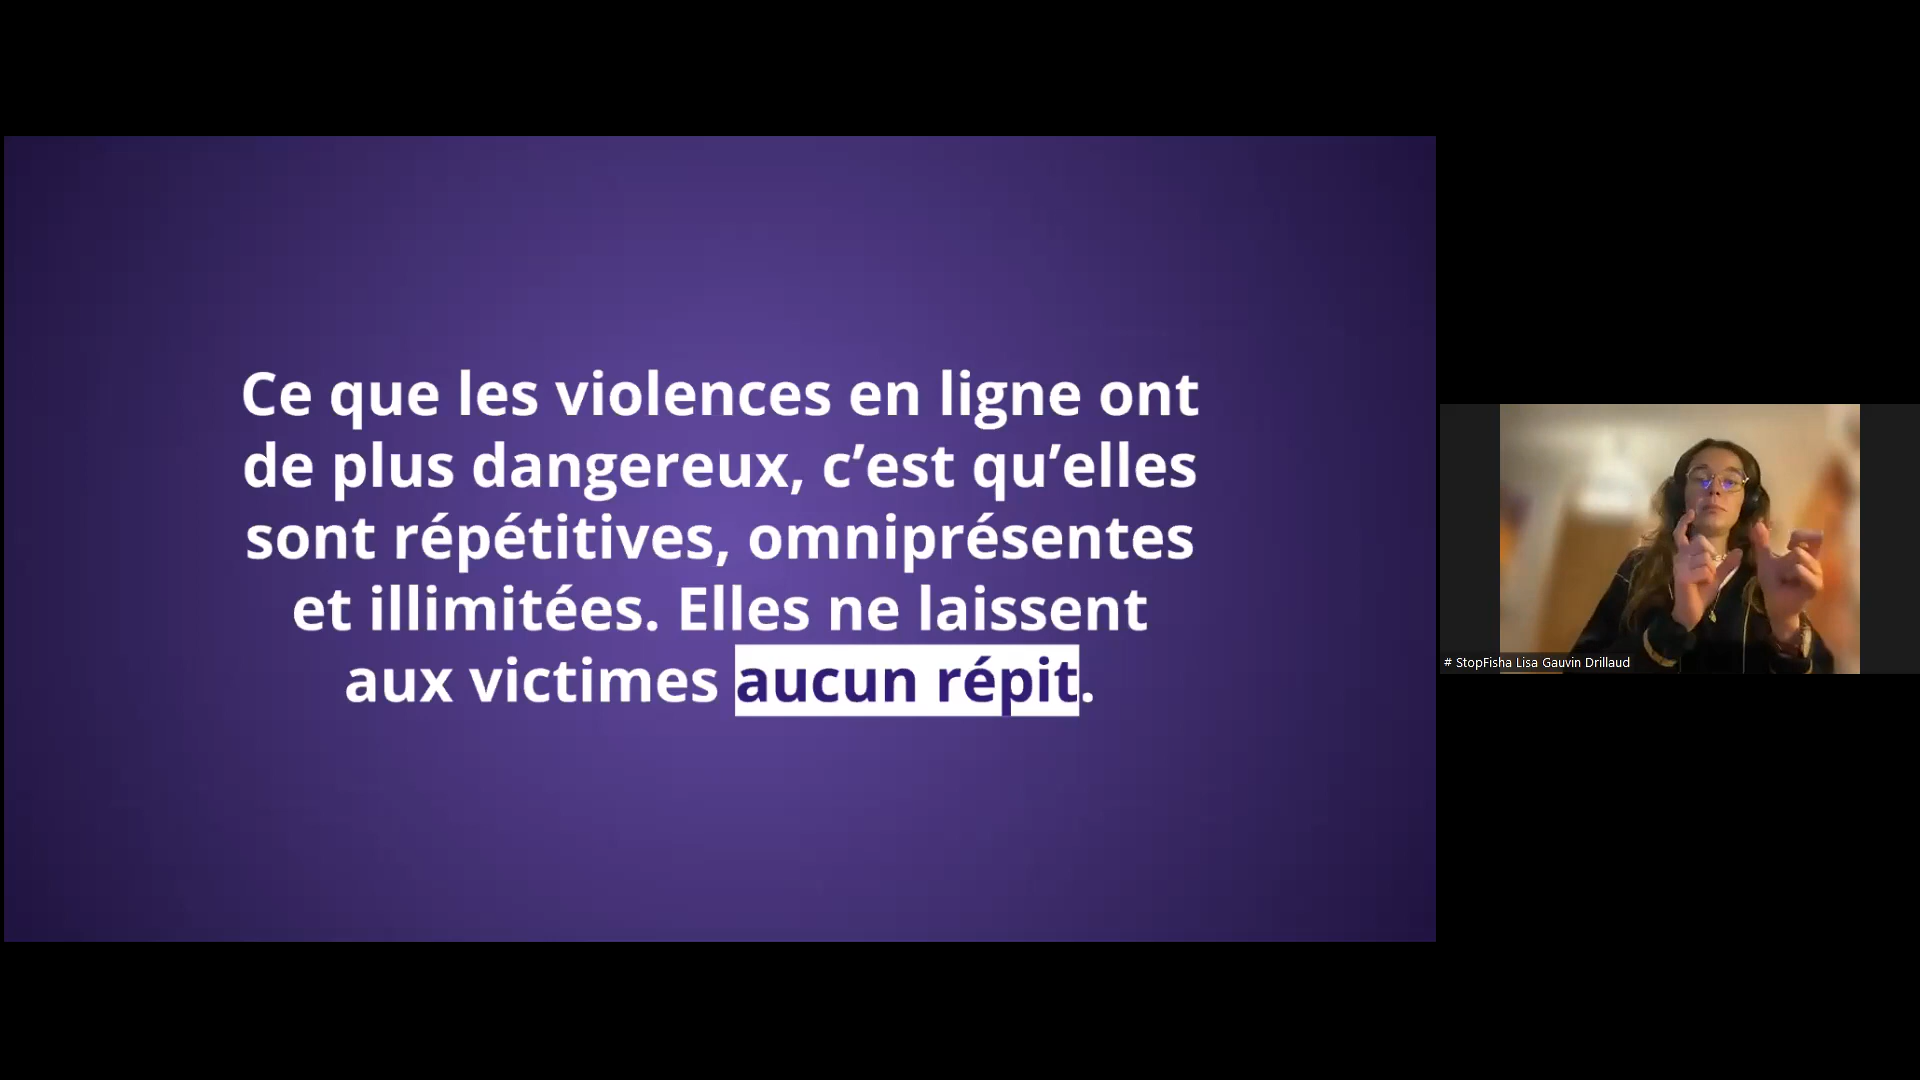 Ce que les violences en ligne ont
de plus dangereux, c’est qu’elles
sont répétitives, omniprésentes
et illimitées. Elles ne laissent
aux victimes aucun répit.
# StopFisha Lisa Gauvin Drillaud